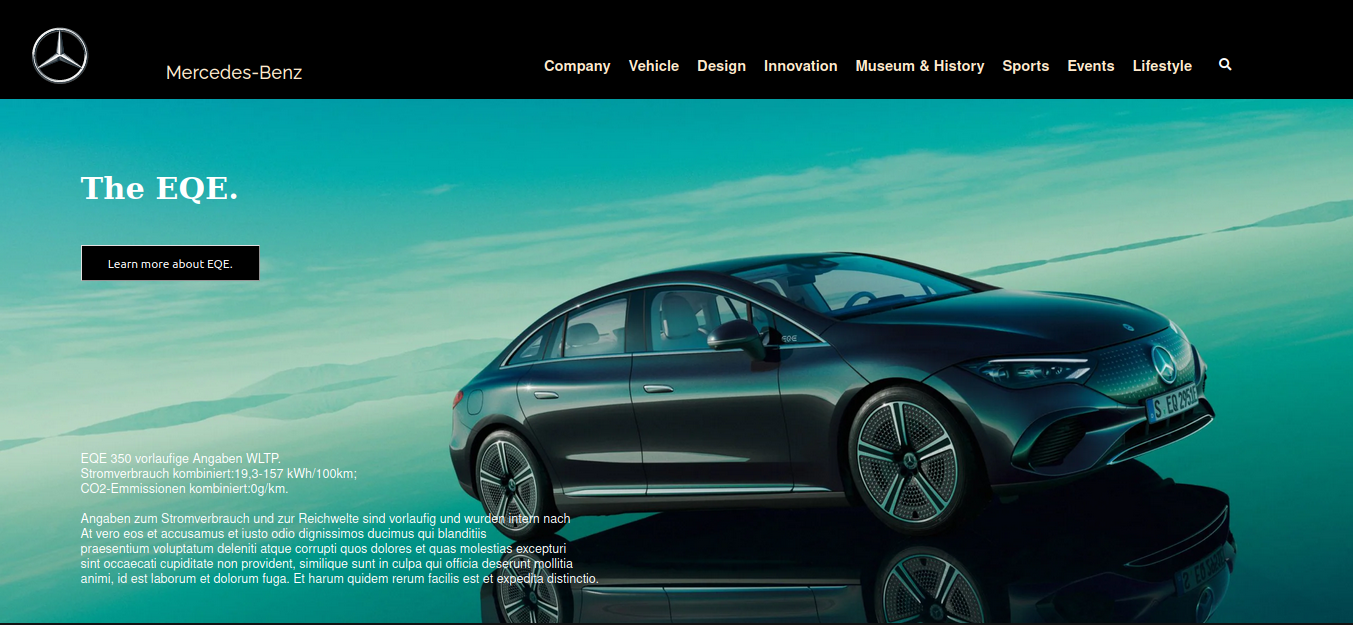 Mercedes-Benz
Company Vehicle Design Innovation Museum & History Sports Events Lifestyle
The EQE.
Learn more about EQE.
EQE
S EQ 295
EQE 350 vorlaufige Angaben WLTP.
Stromverbrauch kombiniert:19,3-157 kWh/100km;
CO2-Emmissionen kombiniert:0g/km.
Angaben zum Stromverbrauch und zur Reichwelte sind vorlaufig und wurden intern nach
At vero eos et accusamus et iusto odio dignissimos ducimus qui blanditiis
praesentium voluptatum deleniti atque corrupti quos dolores et quas molestias excepturi
sint occaecati cupiditate non provident, similique sunt in culpa qui officia deserunt mollitia
animi, id est laborum et dolorum fuga. Et harum quidem rerum facilis est et expedita distinctio.